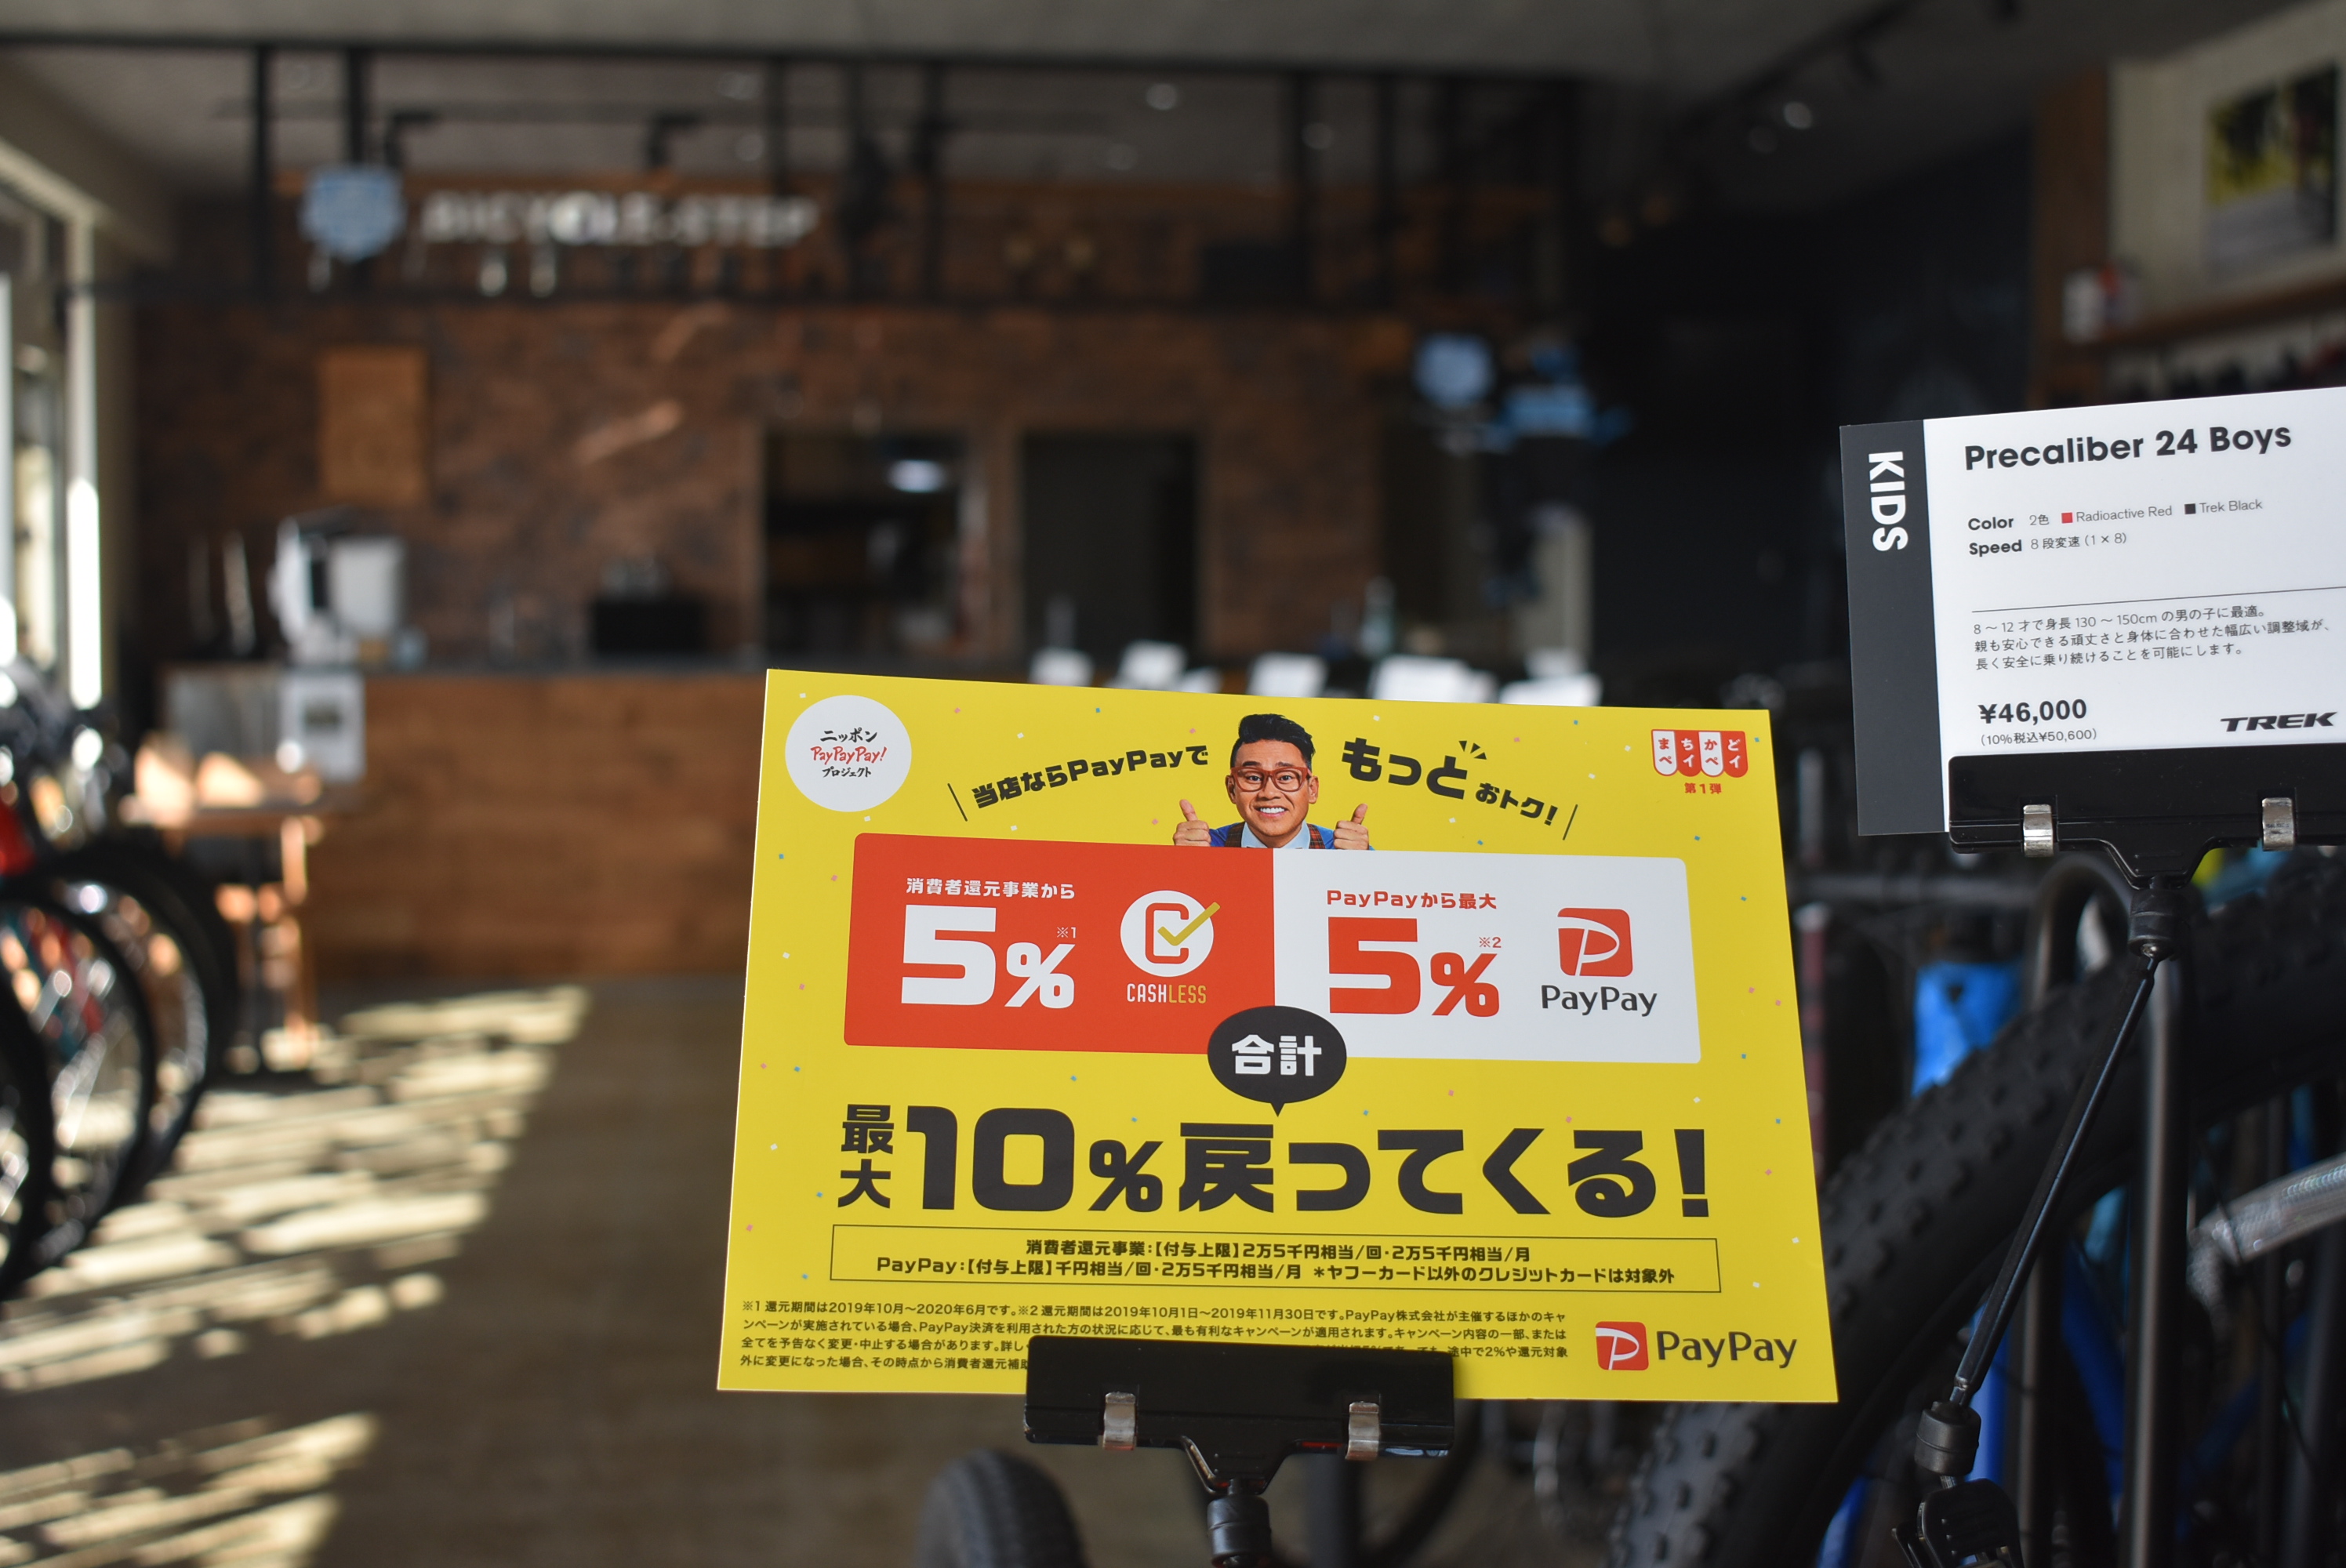 BICYCLE-STEP
ニッポン
PayPayPay!
プロジェクト
当店ならPayPayで
もっと
おトク!
まちかど
ペイペイ
第1弾
消費者還元事業から
5%※1
CASHLESS
PayPayから最大
5%※2
PayPay
合計
最大10%戻ってくる!
消費者還元事業:【付与上限】2万5千円相当/回・2万5千円相当/月
PayPay:【付与上限】千円相当/回・2万5千円相当/月 *ヤフーカード以外のクレジットカードは対象外
※1 還元期間は2019年10月〜2020年6月です。※2 還元期間は2019年10月1日〜2019年11月30日です。PayPay株式会社が主催するほかのキャ
ンペーンが実施されている場合、PayPay決済を利用された方の状況に応じて、最も有利なキャンペーンが適用されます。キャンペーン内容の一部、または
全てを予告なく変更・中止する場合があります。詳し 途中で2%や還元対象
外に変更になった場合、その時点から消費者還元補
PayPay
KIDS
Precaliber 24 Boys
Color 2色 Radioactive Red Trek Black
Speed 8段変速(1×8)
8〜12才で身長130〜150cmの男の子に最適。
親も安心できる頑丈さと身体に合わせた幅広い調整域が、
長く安全に乗り続けることを可能にします。
¥46,000
(10%税込¥50,600)
TREK